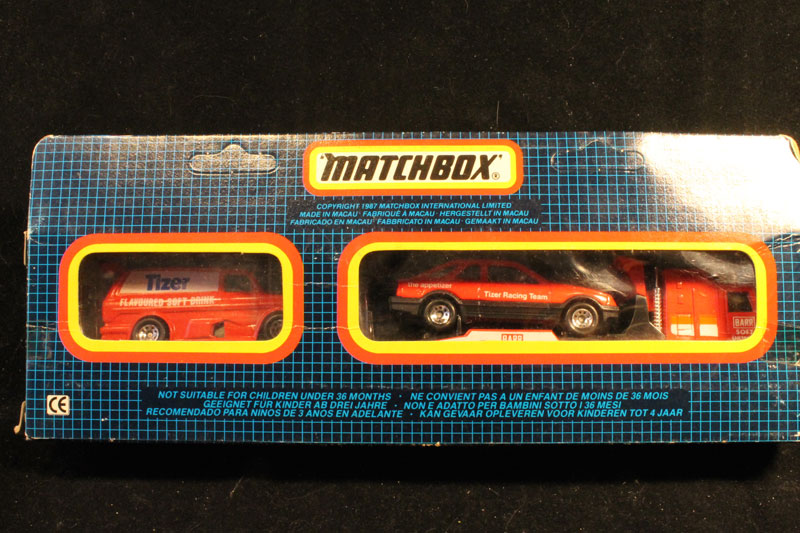 MATCHBOX®
COPYRIGHT 1987 MATCHBOX INTERNATIONAL LIMITED
MADE IN MACAU · FABRIQUÉ A MACAU · HERGESTELLT IN MACAU
FABRICADO EN MACAU · FABBRICATO IN MACAU · GEMAAKT IN MACAU
Tizer
FLAVOURED SOFT DRINK
the appetizer
Tizer Racing Team
BARR
BARR
SOFT
CE
NOT SUITABLE FOR CHILDREN UNDER 36 MONTHS · NE CONVIENT PAS A UN ENFANT DE MOINS DE 36 MOIS
GEEIGNET FUR KINDER AB DREI JAHRE · NON E ADATTO PER BAMBINI SOTTO I 36 MESI
RECOMENDADO PARA NINOS DE 3 ANOS EN ADELANTE · KAN GEVAAR OPLEVEREN VOOR KINDEREN TOT 4 JAAR